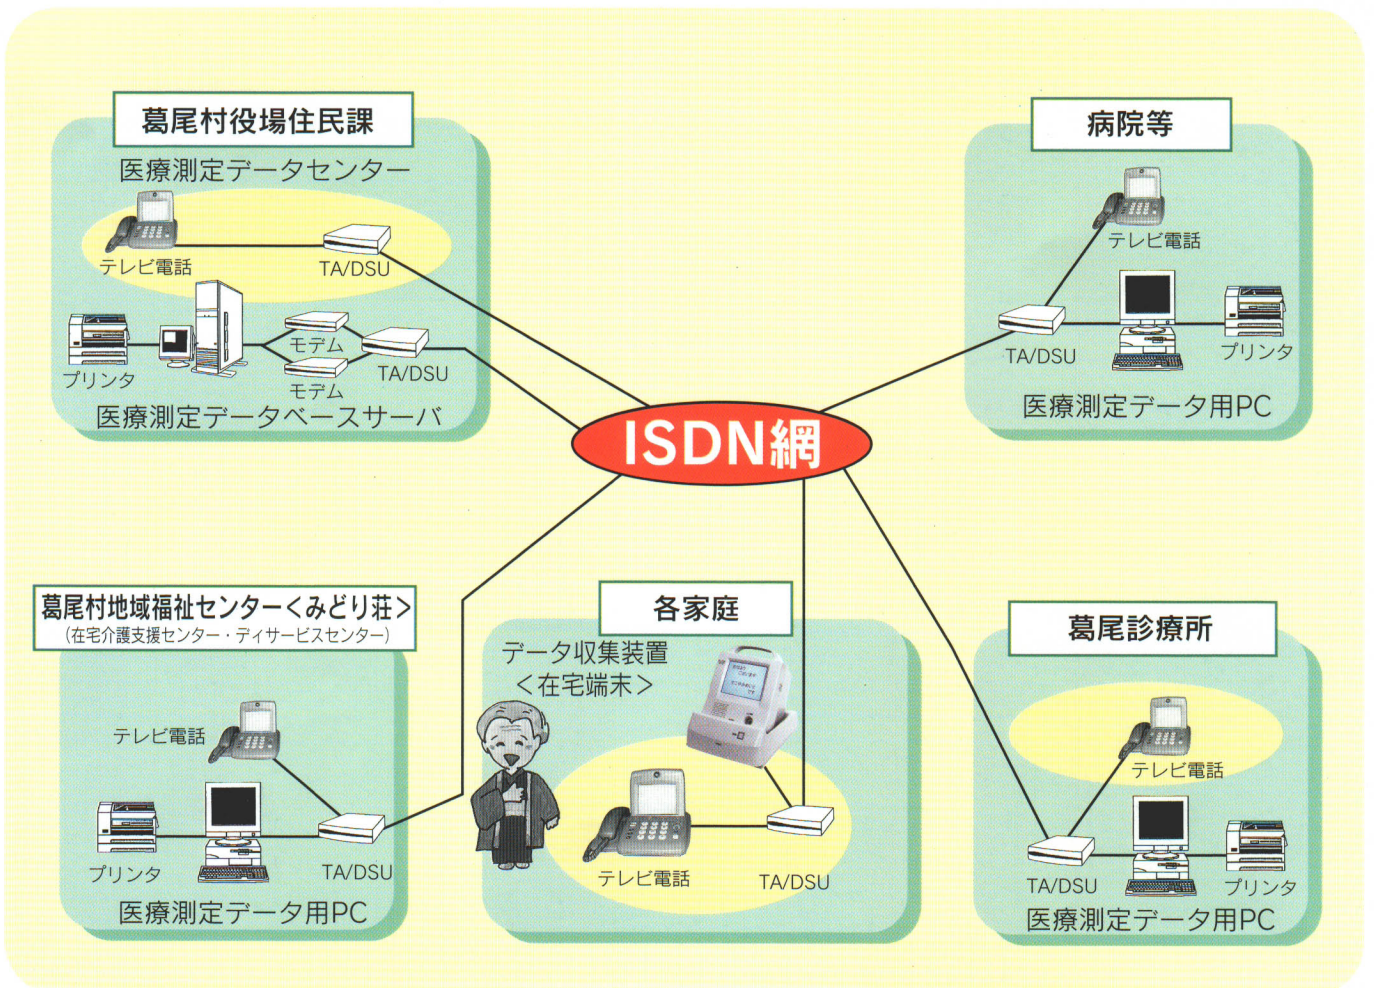 葛尾村役場住民課
医療測定データセンター
テレビ電話
TA/DSU
プリンタ
モデム
モデム
TA/DSU
医療測定データベースサーバ
病院等
テレビ電話
TA/DSU
プリンタ
医療測定データ用PC
ISDN網
葛尾村地域福祉センター<みどり荘>
(在宅介護支援センター・デイサービスセンター)
テレビ電話
プリンタ
TA/DSU
医療測定データ用PC
各家庭
データ収集装置
<在宅端末>
テレビ電話
TA/DSU
葛尾診療所
テレビ電話
TA/DSU
プリンタ
医療測定データ用PC